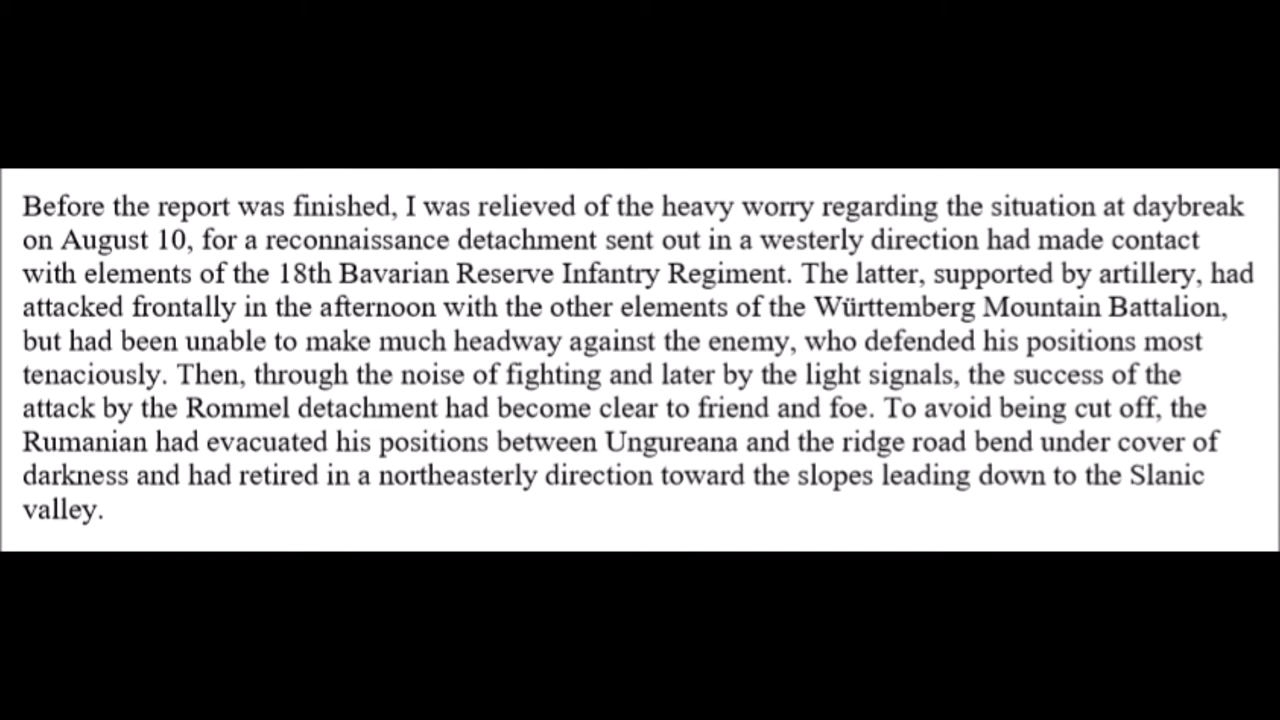 Before the report was finished, I was relieved of the heavy worry regarding the situation at daybreak
on August 10, for a reconnaissance detachment sent out in a westerly direction had made contact
with elements of the 18th Bavarian Reserve Infantry Regiment. The latter, supported by artillery, had
attacked frontally in the afternoon with the other elements of the Württemberg Mountain Battalion,
but had been unable to make much headway against the enemy, who defended his positions most
tenaciously. Then, through the noise of fighting and later by the light signals, the success of the
attack by the Rommel detachment had become clear to friend and foe. To avoid being cut off, the
Rumanian had evacuated his positions between Ungureana and the ridge road bend under cover of
darkness and had retired in a northeasterly direction toward the slopes leading down to the Slanic
valley.